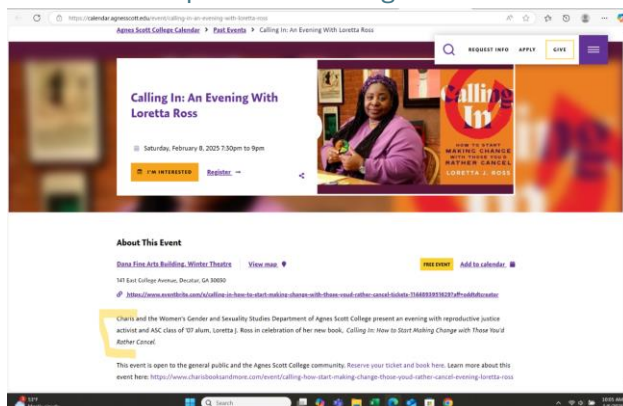 https://calendar.agnesscott.edu/event/calling-in-an-evening-with-loretta-ross
Agnes Scott College Calendar > Past Events > Calling In: An Evening With Loretta Ross
REQUEST INFO APPLY GIVE
Calling In: An Evening With
Loretta Ross
Saturday, February 8, 2025 7:30pm to 9pm
I'M INTERESTED Register
Calling
In
HOW TO START
MAKING CHANGE
WITH THOSE YOU'D
RATHER CANCEL
LORETTA J. ROSS
About This Event
Dana Fine Arts Building, Winter Theatre View map FREE EVENT Add to calendar
141 East College Avenue, Decatur, GA 30030
Charis and the Women's Gender and Sexuality Studies Department of Agnes Scott College present an evening with reproductive justice
activist and ASC class of '07 alum, Loretta J. Ross in celebration of her new book, Calling In: How to Start Making Change with Those You'd
Rather Cancel.
This event is open to the general public and the Agnes Scott College community. Reserve your ticket and book here. Learn more about this
event here: https://www.charisbooksandmore.com/event/calling-how-start-making-change-those-youd-rather-cancel-evening-loretta-ross
Search